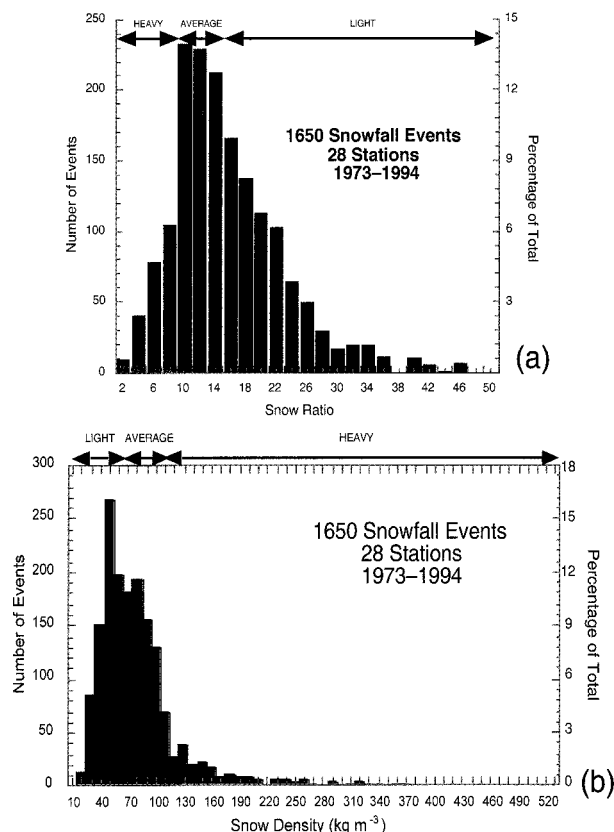 HEAVY AVERAGE LIGHT
250
200
150
100
50
0
Number of Events
15
12
9
6
3
0
Percentage of Total
1650 Snowfall Events
28 Stations
1973–1994
2 6 10 14 18 22 26 30 34 38 42 46 50
Snow Ratio
(a)
LIGHT AVERAGE HEAVY
300
250
200
150
100
50
0
Number of Events
18
15
12
9
6
3
0
Percentage of Total
1650 Snowfall Events
28 Stations
1973–1994
10 40 70 100 130 160 190 220 230 260 290 340 370 400 430 460 490 520
Snow Density (kg m⁻³)
(b)